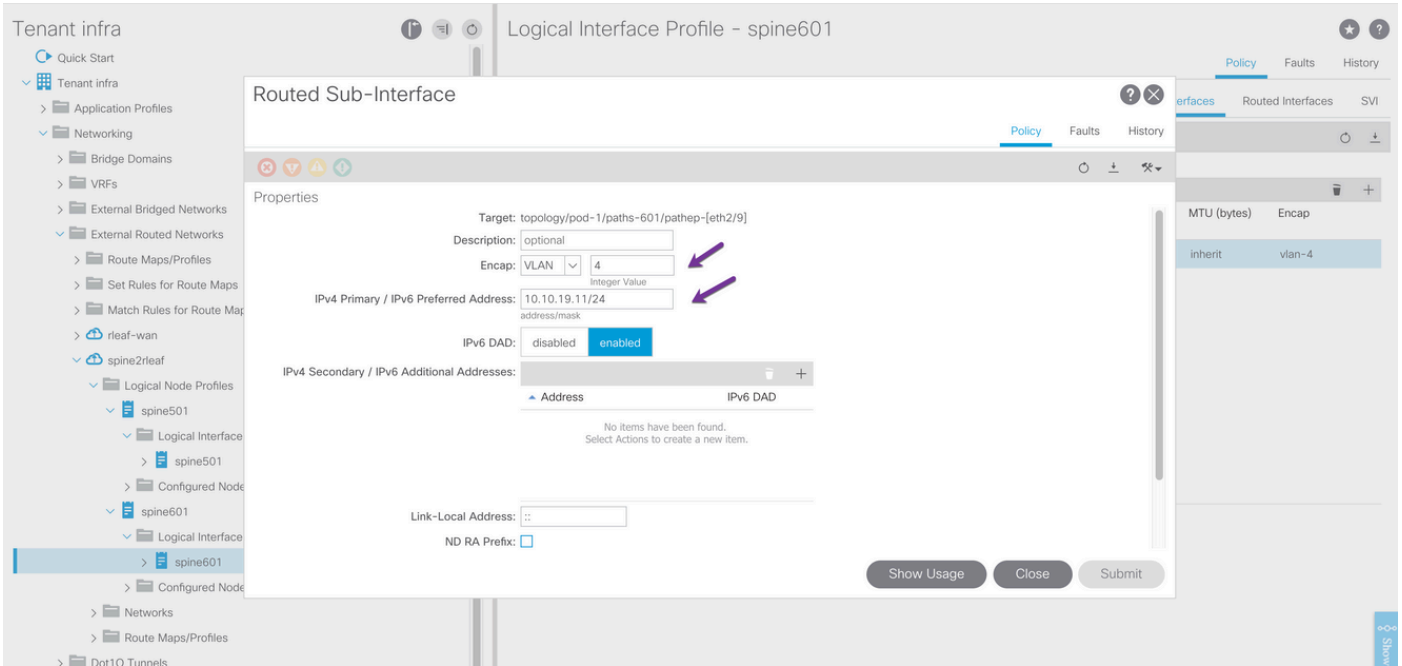 Tenant infra
Quick Start
Tenant infra
Application Profiles
Networking
Bridge Domains
VRFs
External Bridged Networks
External Routed Networks
Route Maps/Profiles
Set Rules for Route Maps
Match Rules for Route Map
rleaf-wan
spine2rleaf
Logical Node Profiles
spine501
Logical Interface
spine501
Configured Node
spine601
Logical Interface
spine601
Configured Node
Networks
Route Maps/Profiles
Dot1Q Tunnels
Logical Interface Profile - spine601
Policy Faults History
erfaces Routed Interfaces SVI
MTU (bytes) Encap
inherit vlan-4
Show
Routed Sub-Interface
Policy Faults History
Properties
Target: topology/pod-1/paths-601/pathep-[eth2/9]
Description: optional
Encap: VLAN 4
Integer Value
IPv4 Primary / IPv6 Preferred Address: 10.10.19.11/24
address/mask
IPv6 DAD: disabled enabled
IPv4 Secondary / IPv6 Additional Addresses:
Address IPv6 DAD
No items have been found.
Select Actions to create a new item.
Link-Local Address: ::
ND RA Prefix:
Show Usage Close Submit